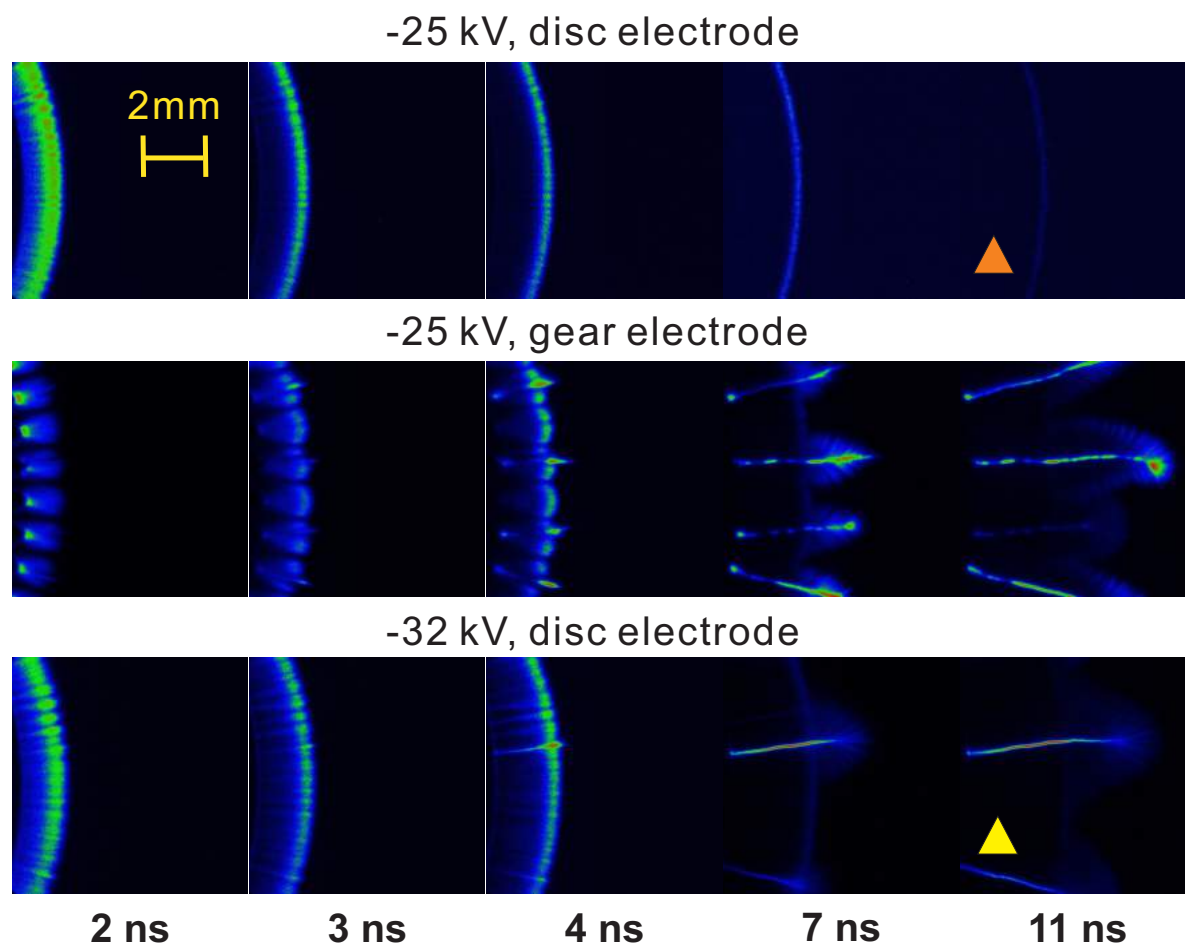 -25 kV, disc electrode
2mm
-25 kV, gear electrode
-32 kV, disc electrode
2 ns 3 ns 4 ns 7 ns 11 ns